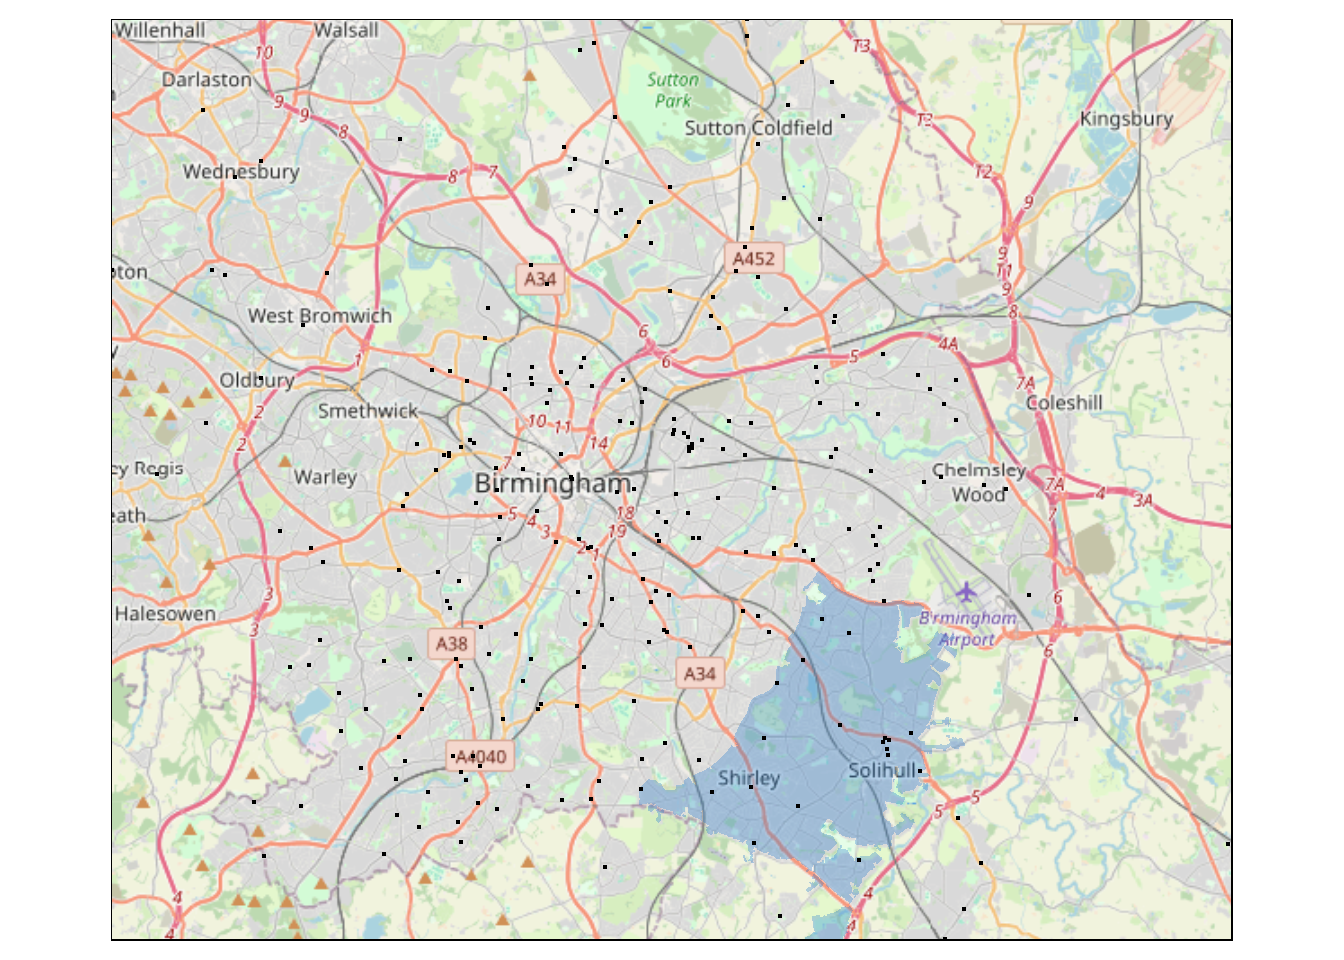 Willenhall
Walsall
10
T3
Darlaston
Sutton
Park
9
9
8
Sutton Coldfield
T3
Kingsbury
Wednesbury
8
7
T2
9
A452
9
T1
9
A34
West Bromwich
6
8
1
6
5
4A
Oldbury
7A
2
Smethwick
Coleshill
10
11
2
14
ey Regis
7
Warley
Chelmsley
Wood
Birmingham
7A
4
3A
eath
5
4
3
18
19
7
2
1
3
6
Halesowen
3
Birmingham
Airport
A38
6
A34
A4040
Shirley
Solihull
5
5
4
4
4
4